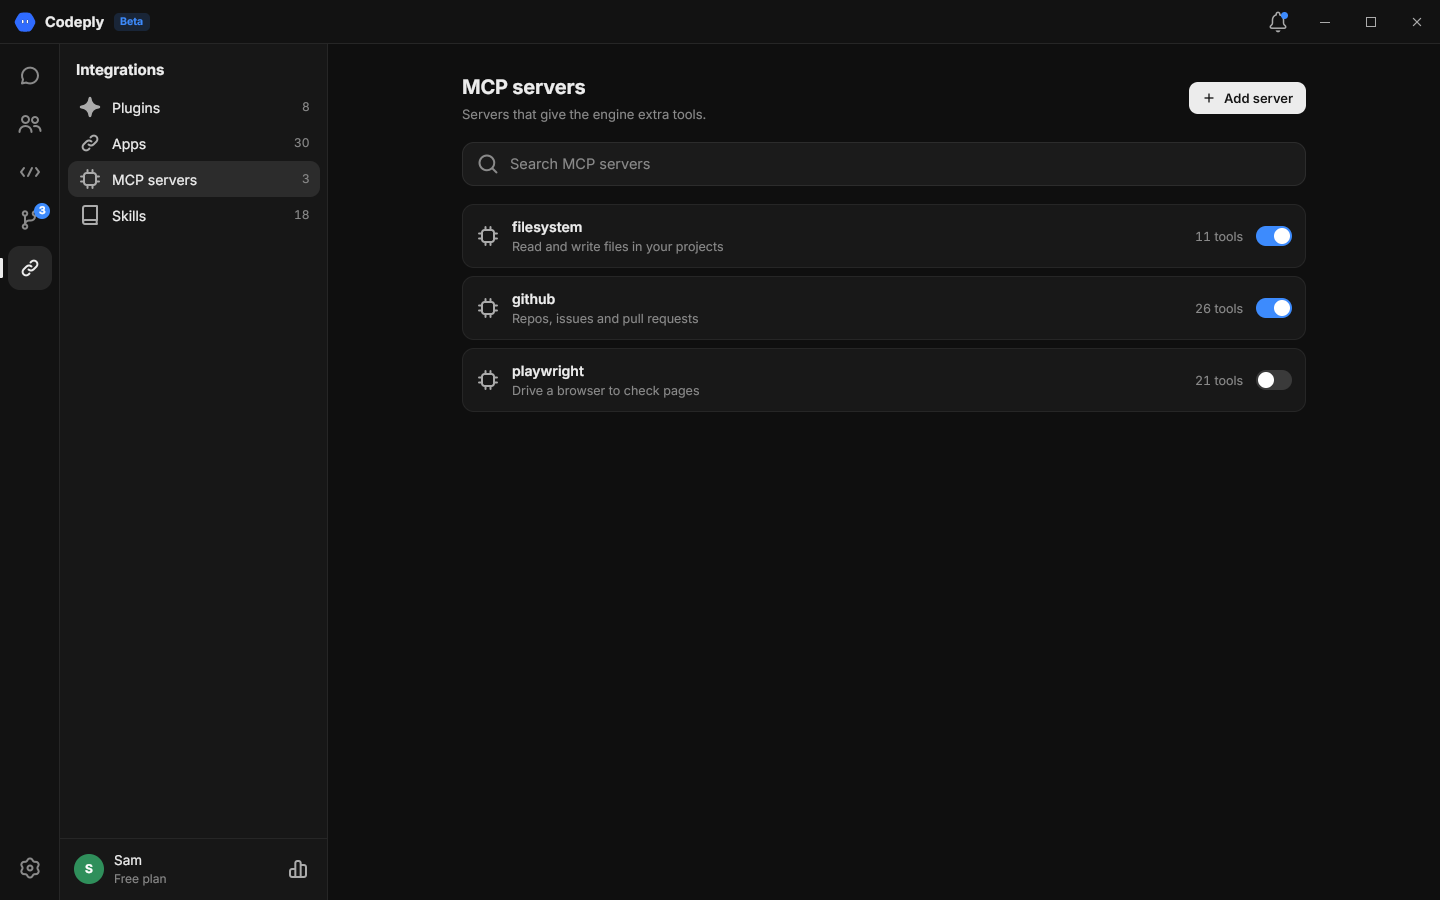 Codeply Beta
Integrations
Plugins 8
Apps 30
MCP servers 3
Skills 18
3
S
Sam
Free plan
MCP servers
Servers that give the engine extra tools.
+ Add server
Search MCP servers
filesystem
Read and write files in your projects
11 tools
github
Repos, issues and pull requests
26 tools
playwright
Drive a browser to check pages
21 tools